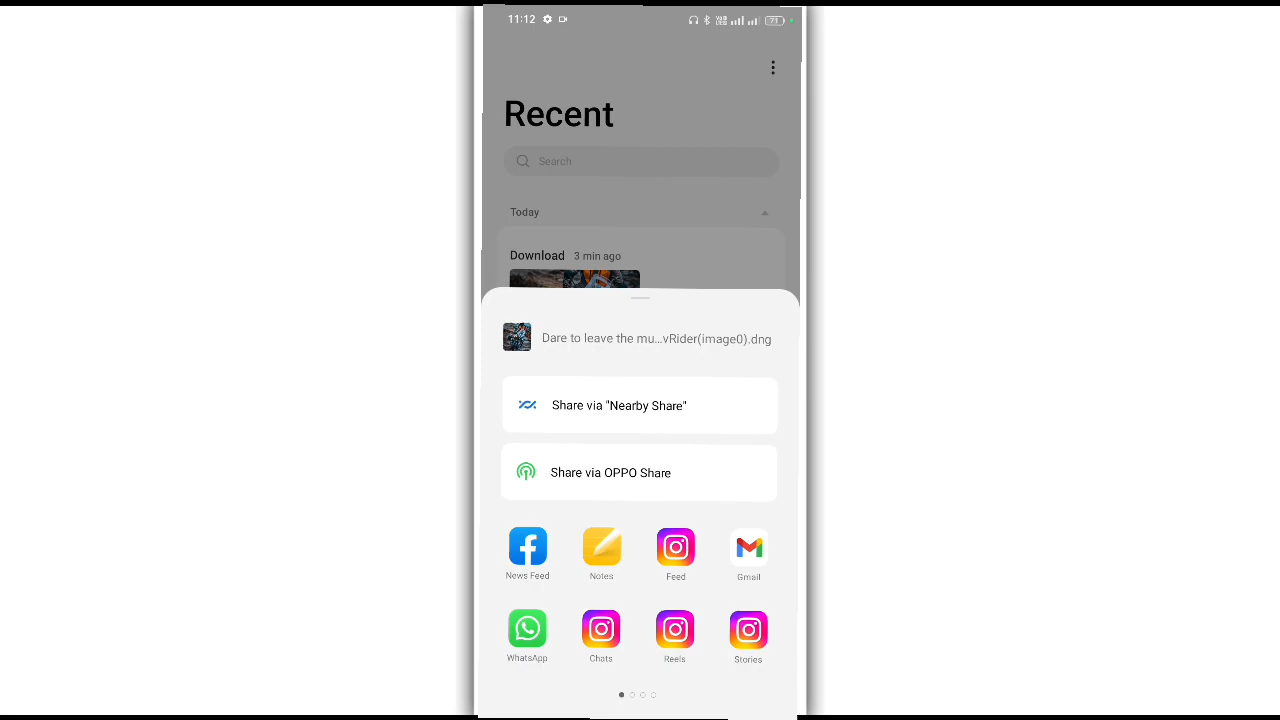 11:12
71
Recent
Search
Today
Download 3 min ago
Dare to leave the mu...vRider(image0).dng
Share via "Nearby Share"
Share via OPPO Share
News Feed Notes Feed Gmail
WhatsApp Chats Reels Stories